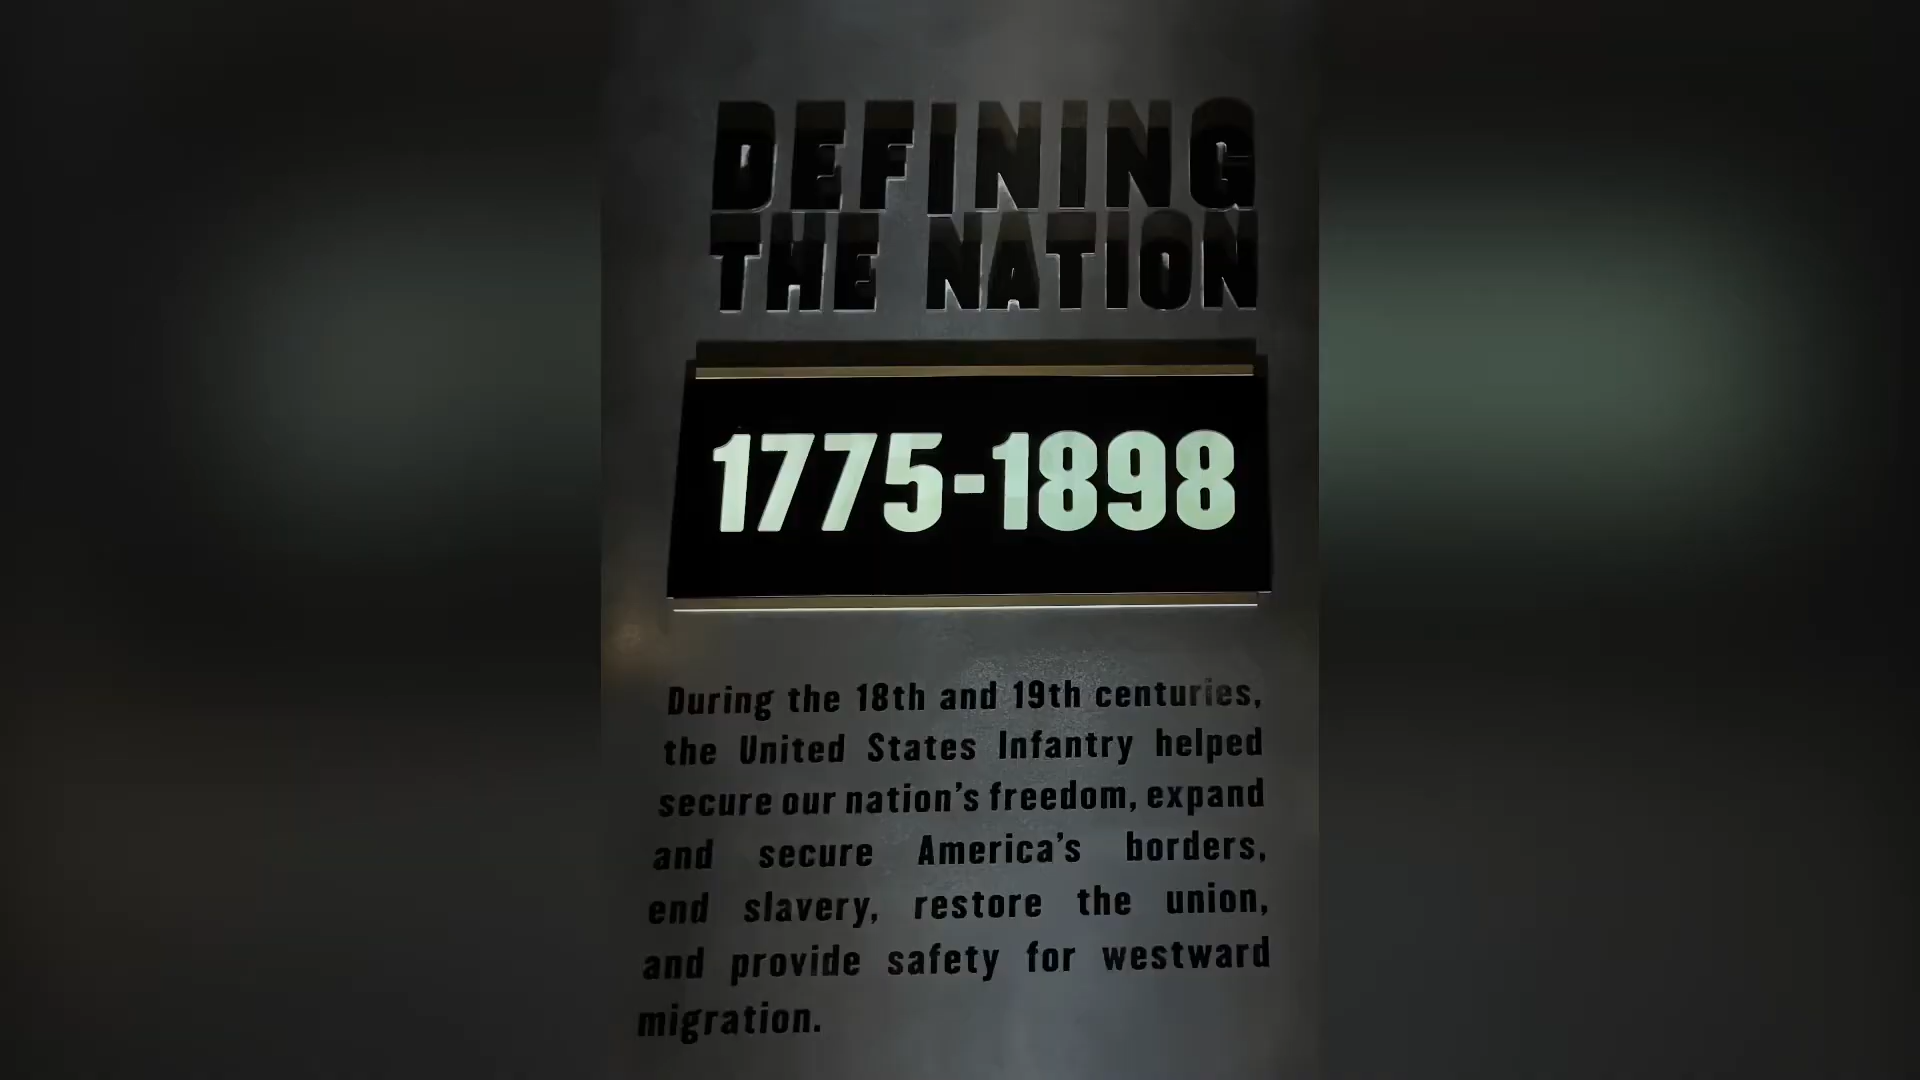 DEFINING
THE NATION
1775-1898
During the 18th and 19th centuries,
the United States Infantry helped
secure our nation's freedom, expand
and secure America's borders,
end slavery, restore the union,
and provide safety for westward
migration.